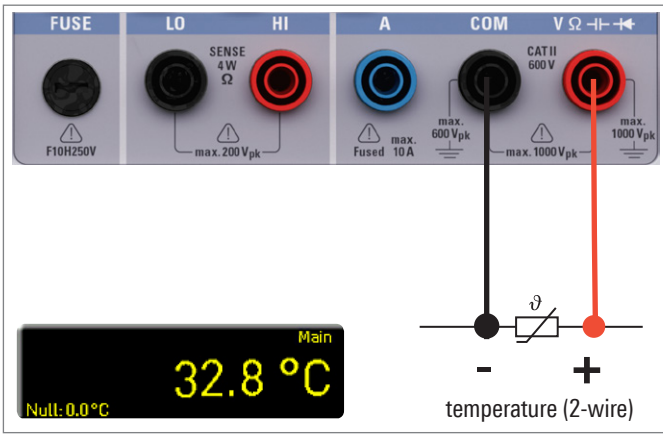 FUSE LO HI A COM V Ω ⊣⊢ ⯈|
SENSE
4 W
Ω
CAT II
600 V
max.
600 Vpk
max.
1000 Vpk
F10H250V
max. 200 Vpk
Fused max. 10 A
max. 1000 Vpk
ϑ
Main
32.8 °C
Null: 0.0°C
- +
temperature (2-wire)